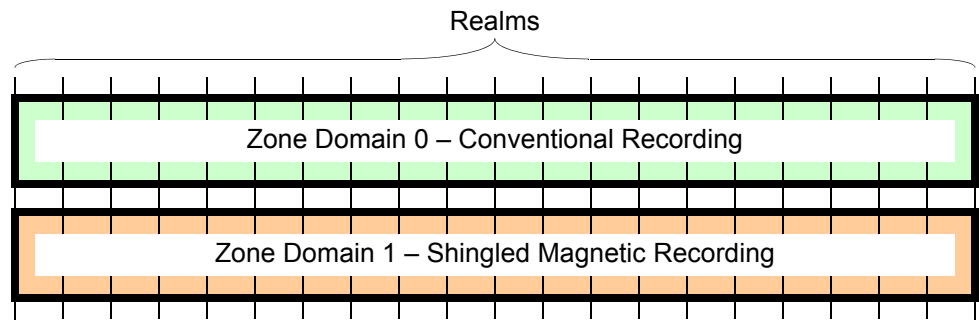 Realms
Zone Domain 0 – Conventional Recording
Zone Domain 1 – Shingled Magnetic Recording